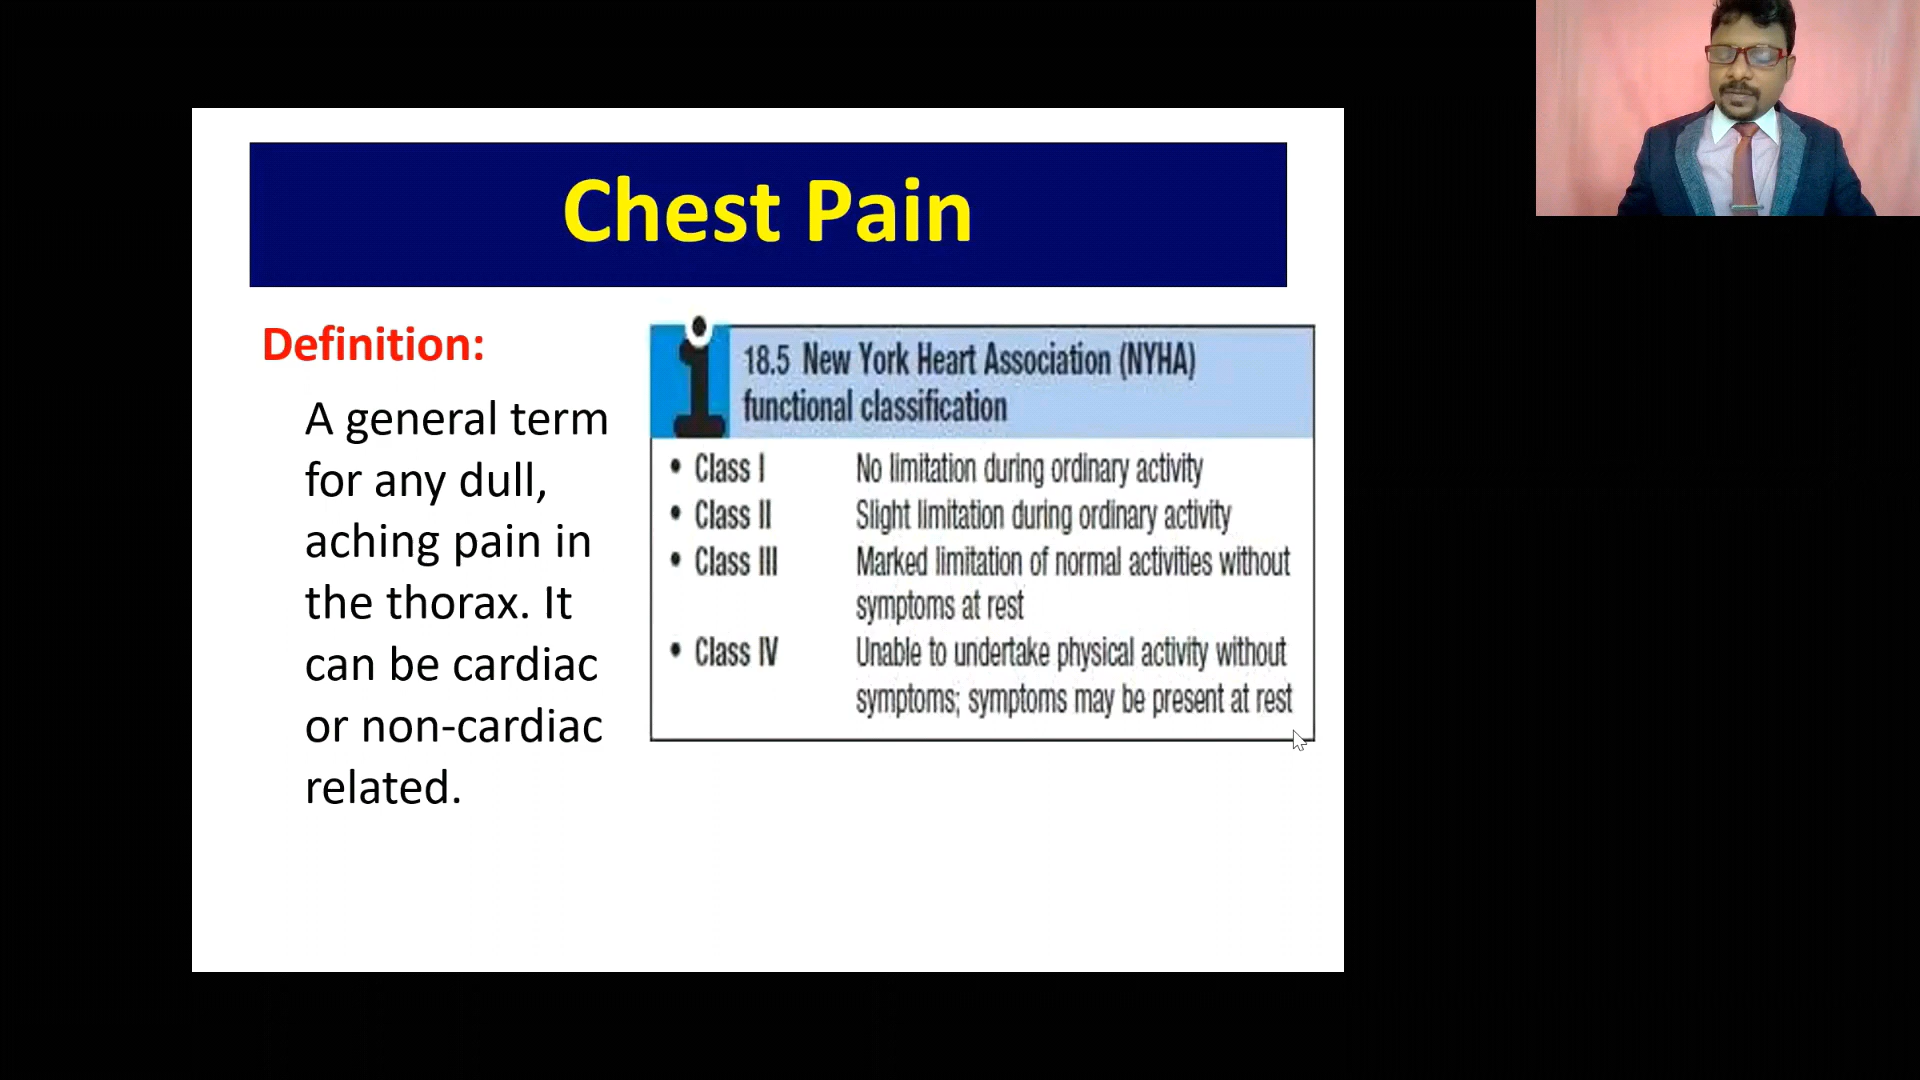 Chest Pain
Definition:
A general term
for any dull,
aching pain in
the thorax. It
can be cardiac
or non-cardiac
related.
18.5 New York Heart Association (NYHA)
functional classification
• Class I No limitation during ordinary activity
• Class II Slight limitation during ordinary activity
• Class III Marked limitation of normal activities without
symptoms at rest
• Class IV Unable to undertake physical activity without
symptoms; symptoms may be present at rest